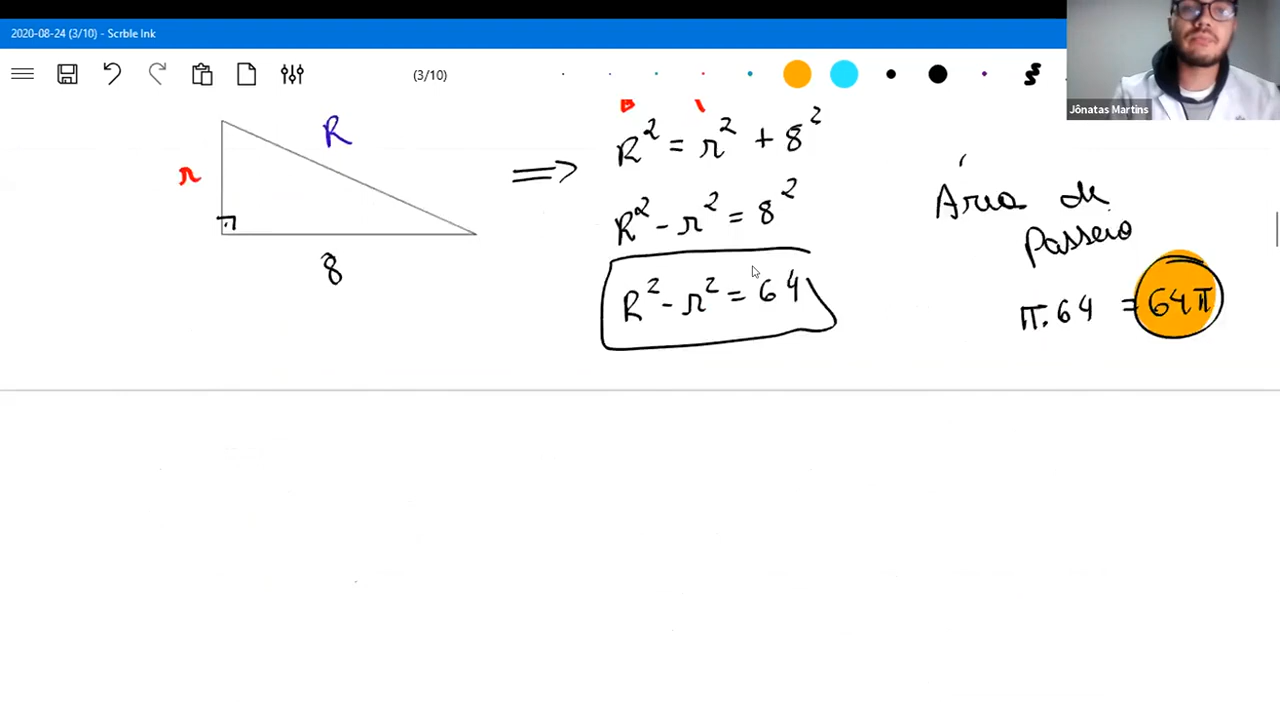 2020-08-24 (3/10) - Scrble Ink
(3/10)
Jônatas Martins
r
R
8
⟹
R² = r² + 8²
R² - r² = 8²
R² - r² = 64
Área de
Passeio
π.64 = 64π